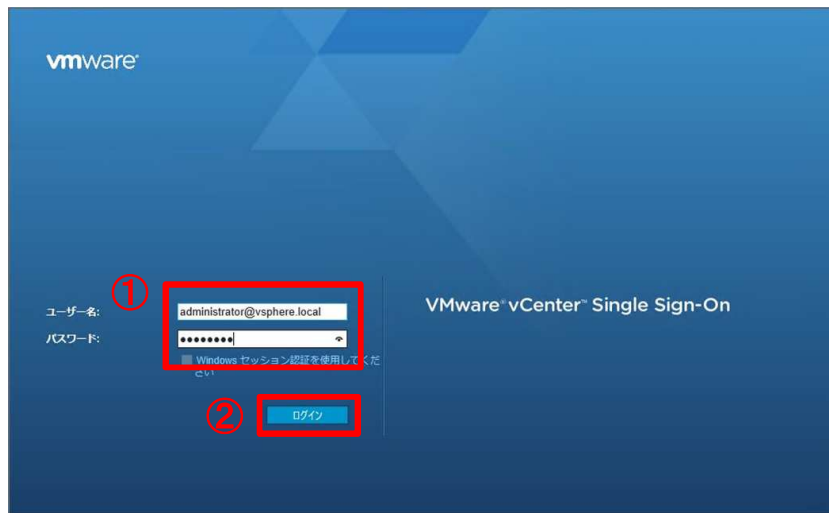 vmware®
①
ユーザー名:
administrator@vsphere.local
VMware® vCenter™ Single Sign-On
パスワード:
••••••••
Windows セッション認証を使用してくだ
さい
②
ログイン